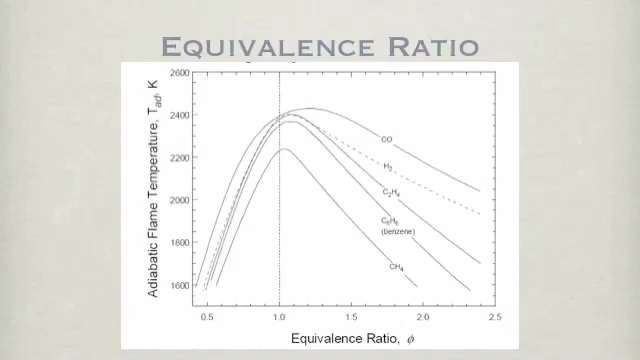 EQUIVALENCE RATIO
Adiabatic Flame Temperature, Tad, K
2600
2400
2200
2000
1800
1600
CO
H2
C2H4
C6H6
(benzene)
CH4
0.5
1.0
1.5
2.0
2.5
Equivalence Ratio, ϕ